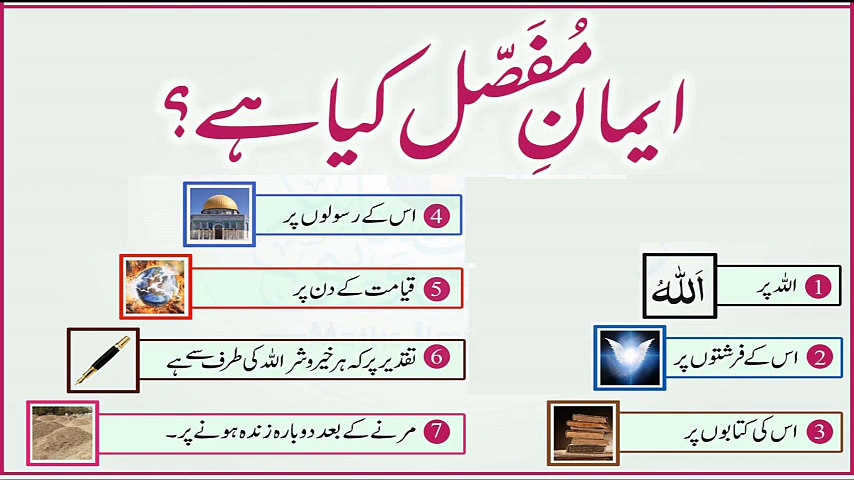 ایمانِ مُفَصّل کیا ہے؟
1 اللہ پر
اَللّٰهُ
2 اس کے فرشتوں پر
3 اس کی کتابوں پر
4 اس کے رسولوں پر
5 قیامت کے دن پر
6 تقدیر پر کہ ہر خیر و شر اللہ کی طرف سے ہے
7 مرنے کے بعد دوبارہ زندہ ہونے پر۔